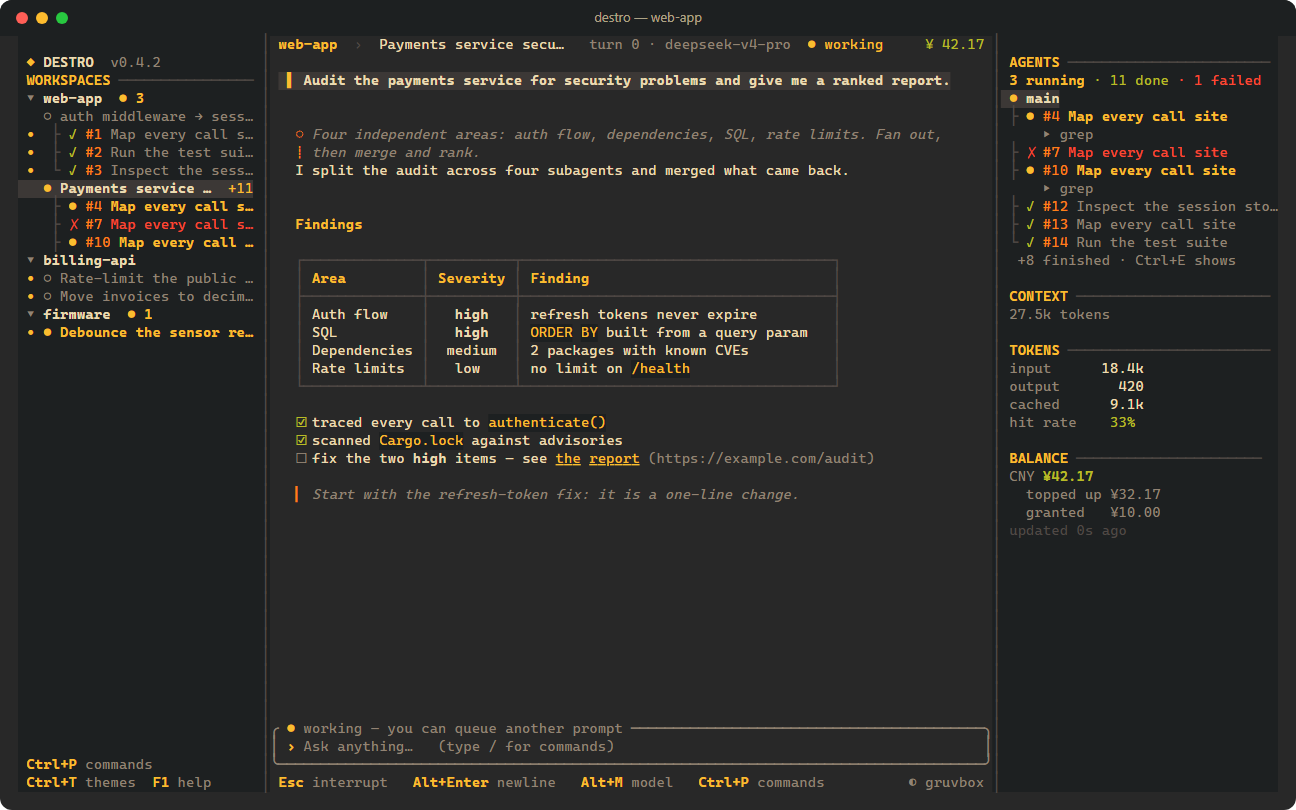 destro — web-app
◆ DESTRO v0.4.2
WORKSPACES
▾ web-app ● 3
○ auth middleware → sess…
● ✓ #1 Map every call s…
● ✓ #2 Run the test sui…
● ✓ #3 Inspect the sess…
● Payments service … +11
● #4 Map every call s…
✗ #7 Map every call s…
● #10 Map every call …
▾ billing-api
● ○ Rate-limit the public …
● ○ Move invoices to decim…
▾ firmware ● 1
● ● Debounce the sensor re…
Ctrl+P commands
Ctrl+T themes F1 help
web-app › Payments service secu… turn 0 · deepseek-v4-pro ● working ¥ 42.17
Audit the payments service for security problems and give me a ranked report.
Four independent areas: auth flow, dependencies, SQL, rate limits. Fan out,
then merge and rank.
I split the audit across four subagents and merged what came back.
Findings
Area Severity Finding
Auth flow high refresh tokens never expire
SQL high ORDER BY built from a query param
Dependencies medium 2 packages with known CVEs
Rate limits low no limit on /health
☑ traced every call to authenticate()
☑ scanned Cargo.lock against advisories
☐ fix the two high items — see the report (https://example.com/audit)
Start with the refresh-token fix: it is a one-line change.
● working — you can queue another prompt
› Ask anything… (type / for commands)
Esc interrupt Alt+Enter newline Alt+M model Ctrl+P commands ◐ gruvbox
AGENTS
3 running · 11 done · 1 failed
● main
● #4 Map every call site
▸ grep
✗ #7 Map every call site
● #10 Map every call site
▸ grep
✓ #12 Inspect the session sto…
✓ #13 Map every call site
✓ #14 Run the test suite
+8 finished · Ctrl+E shows
CONTEXT
27.5k tokens
TOKENS
input 18.4k
output 420
cached 9.1k
hit rate 33%
BALANCE
CNY ¥42.17
topped up ¥32.17
granted ¥10.00
updated 0s ago